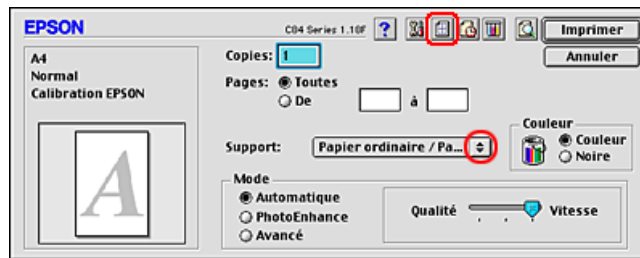 EPSON
C84 Series 1.10F
?
Imprimer
A4
Normal
Calibration EPSON
Copies: 1
Annuler
Pages: Toutes
De à
Couleur
Support: Papier ordinaire / Pa...
Couleur
Noire
Mode
Automatique
PhotoEnhance
Avancé
Qualité Vitesse
A